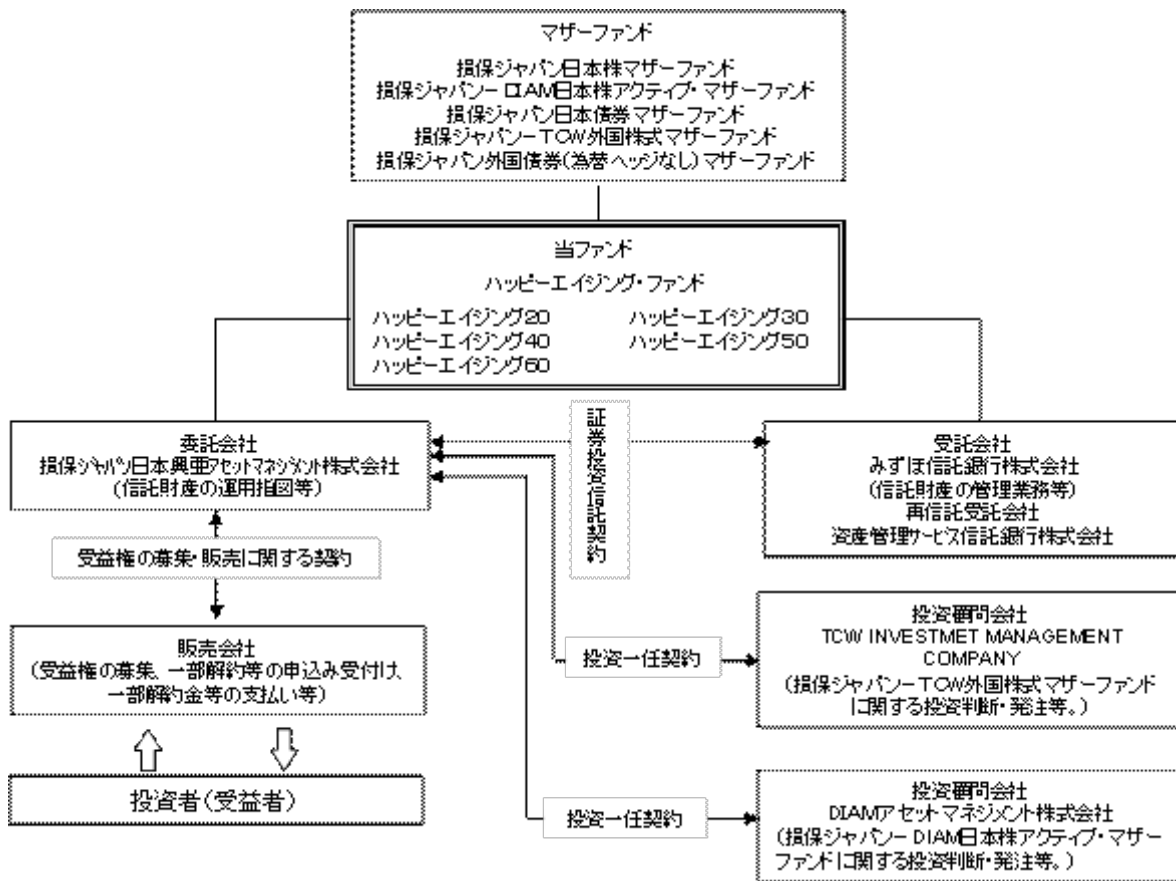 マザーファンド
損保ジャパン日本株マザーファンド
損保ジャパン－DIAM日本株アクティブ・マザーファンド
損保ジャパン日本債券マザーファンド
損保ジャパン－TCW外国株式マザーファンド
損保ジャパン外国債券(為替ヘッジなし)マザーファンド
当ファンド
ハッピーエイジング・ファンド
ハッピーエイジング20 ハッピーエイジング30
ハッピーエイジング40 ハッピーエイジング50
ハッピーエイジング60
委託会社
損保ジャパン日本興亜アセットマネジメント株式会社
(信託財産の運用指図等)
証券投資信託契約
受託会社
みずほ信託銀行株式会社
(信託財産の管理業務等)
再信託受託会社
資産管理サービス信託銀行株式会社
受益権の募集・販売に関する契約
販売会社
(受益権の募集、一部解約等の申込み受付け、
一部解約金等の支払い等)
投資者(受益者)
投資一任契約
投資顧問会社
TCW INVESTMET MANAGEMENT
COMPANY
(損保ジャパン－TCW外国株式マザーファンド
に関する投資判断・発注等。)
投資一任契約
投資顧問会社
DIAMアセットマネジメント株式会社
(損保ジャパン－DIAM日本株アクティブ・マザー
ファンドに関する投資判断・発注等。)